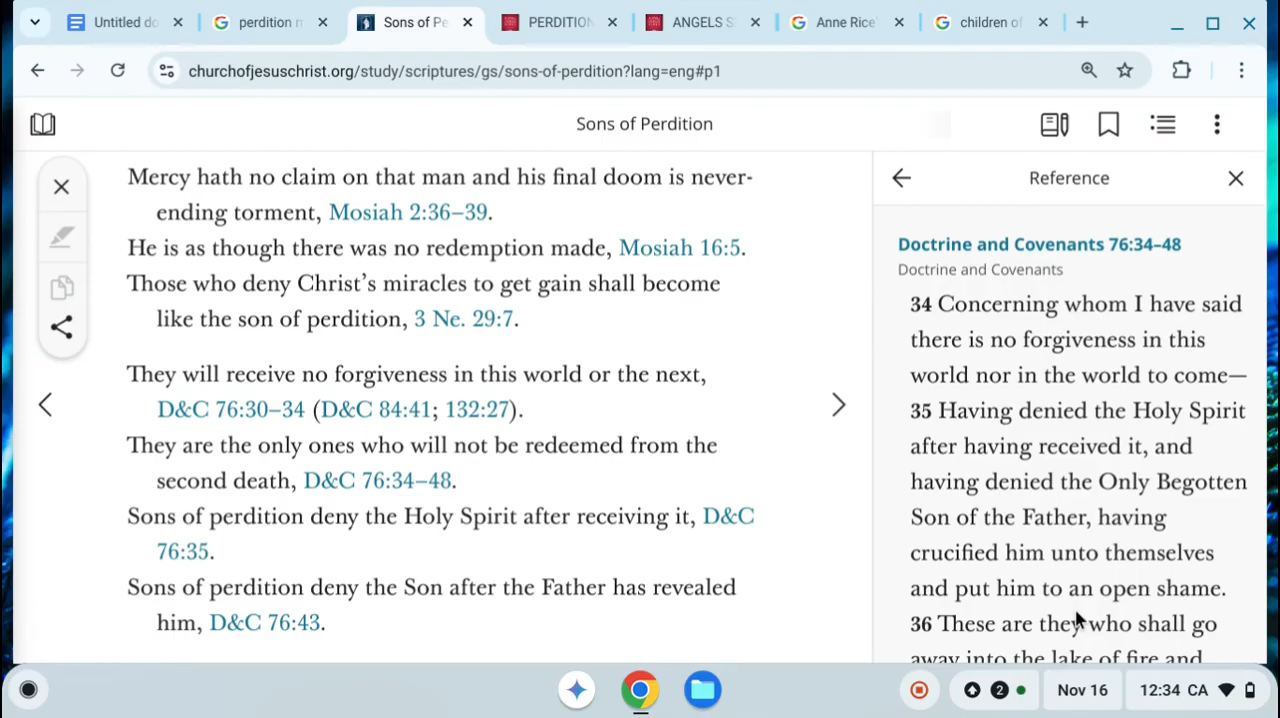 Untitled do
perdition m
Sons of Pe
PERDITION
ANGELS S
Anne Rice'
children of
churchofjesuschrist.org/study/scriptures/gs/sons-of-perdition?lang=eng#p1
Sons of Perdition
Mercy hath no claim on that man and his final doom is never-
ending torment, Mosiah 2:36–39.
He is as though there was no redemption made, Mosiah 16:5.
Those who deny Christ's miracles to get gain shall become
like the son of perdition, 3 Ne. 29:7.
They will receive no forgiveness in this world or the next,
D&C 76:30–34 (D&C 84:41; 132:27).
They are the only ones who will not be redeemed from the
second death, D&C 76:34–48.
Sons of perdition deny the Holy Spirit after receiving it, D&C
76:35.
Sons of perdition deny the Son after the Father has revealed
him, D&C 76:43.
Reference
Doctrine and Covenants 76:34–48
Doctrine and Covenants
34 Concerning whom I have said
there is no forgiveness in this
world nor in the world to come—
35 Having denied the Holy Spirit
after having received it, and
having denied the Only Begotten
Son of the Father, having
crucified him unto themselves
and put him to an open shame.
36 These are they who shall go
away into the lake of fire and
2
Nov 16
12:34 CA